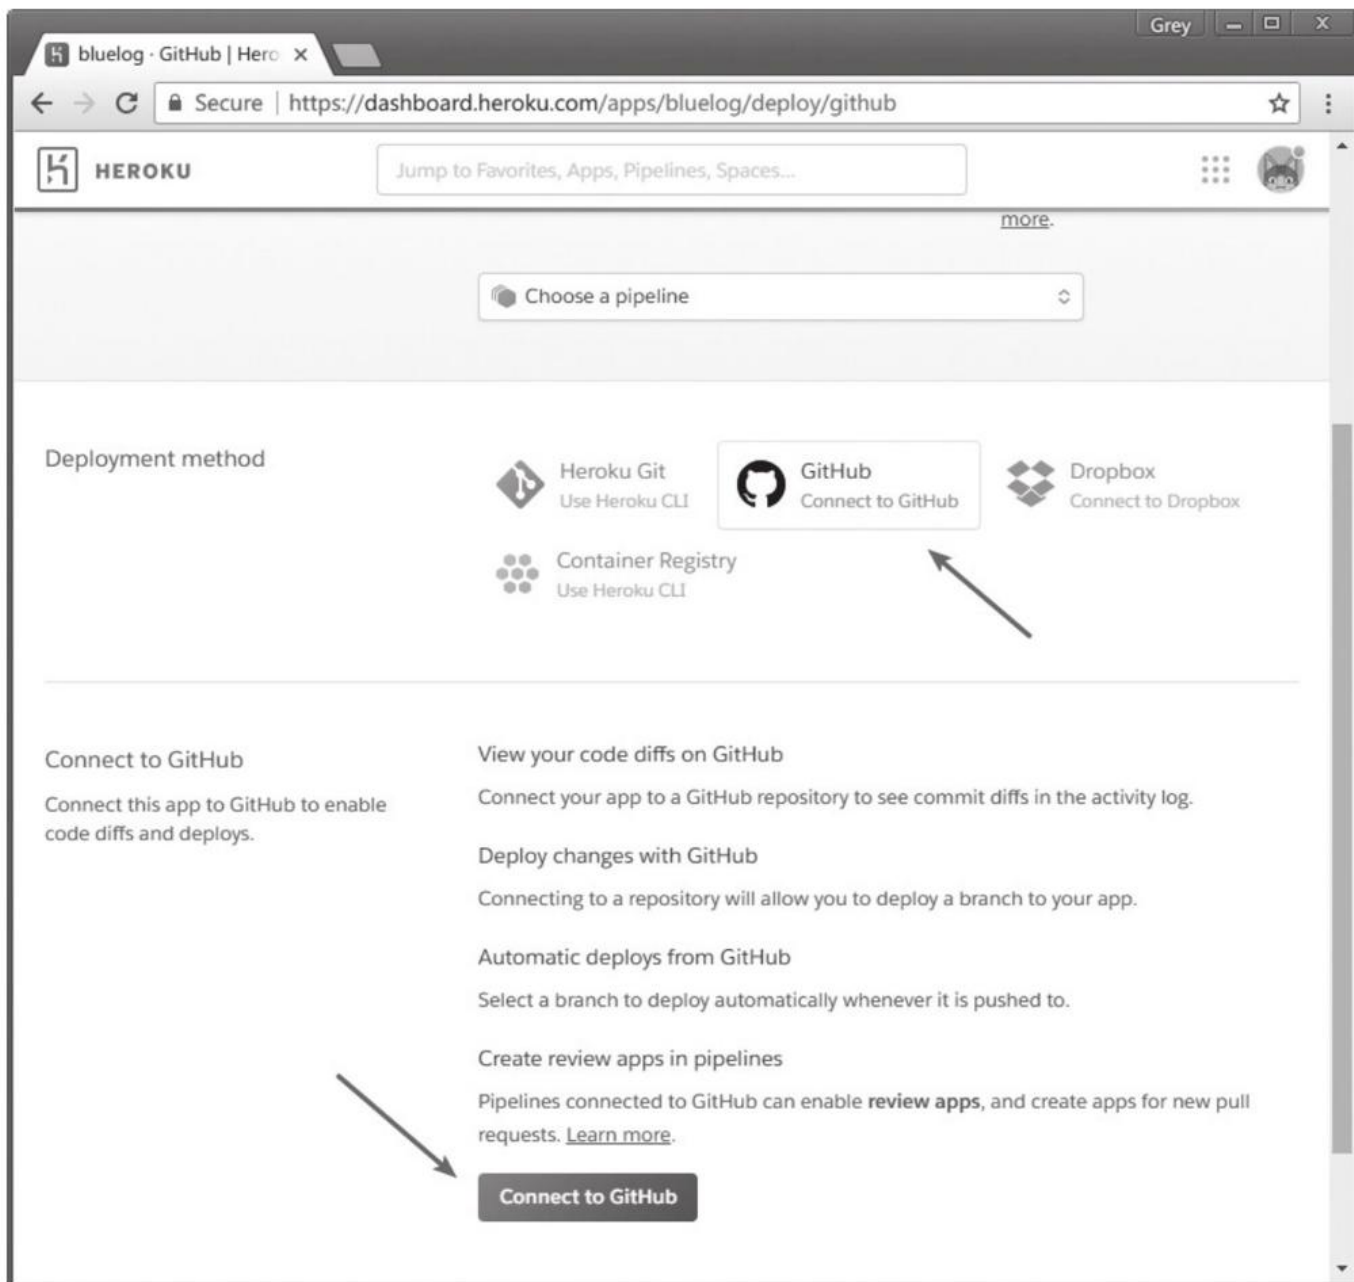 Grey
bluelog · GitHub | Hero
Secure | https://dashboard.heroku.com/apps/bluelog/deploy/github
HEROKU
Jump to Favorites, Apps, Pipelines, Spaces...
more.
Choose a pipeline
Deployment method
Heroku Git
Use Heroku CLI
GitHub
Connect to GitHub
Dropbox
Connect to Dropbox
Container Registry
Use Heroku CLI
Connect to GitHub
Connect this app to GitHub to enable
code diffs and deploys.
View your code diffs on GitHub
Connect your app to a GitHub repository to see commit diffs in the activity log.
Deploy changes with GitHub
Connecting to a repository will allow you to deploy a branch to your app.
Automatic deploys from GitHub
Select a branch to deploy automatically whenever it is pushed to.
Create review apps in pipelines
Pipelines connected to GitHub can enable review apps, and create apps for new pull
requests. Learn more.
Connect to GitHub